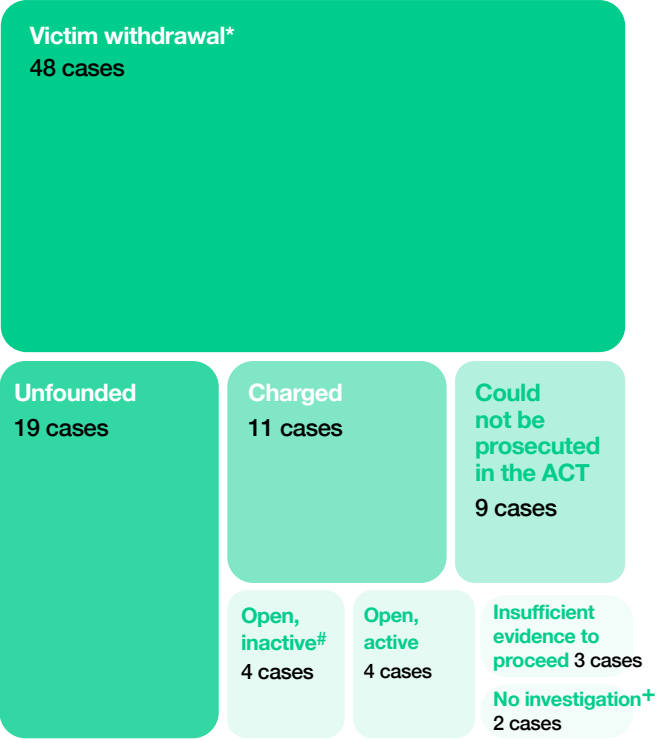 Victim withdrawal*
48 cases
Unfounded
19 cases
Charged
11 cases
Could
not be
prosecuted
in the ACT
9 cases
Open,
inactive#
4 cases
Open,
active
4 cases
Insufficient
evidence to
proceed 3 cases
No investigation+
2 cases